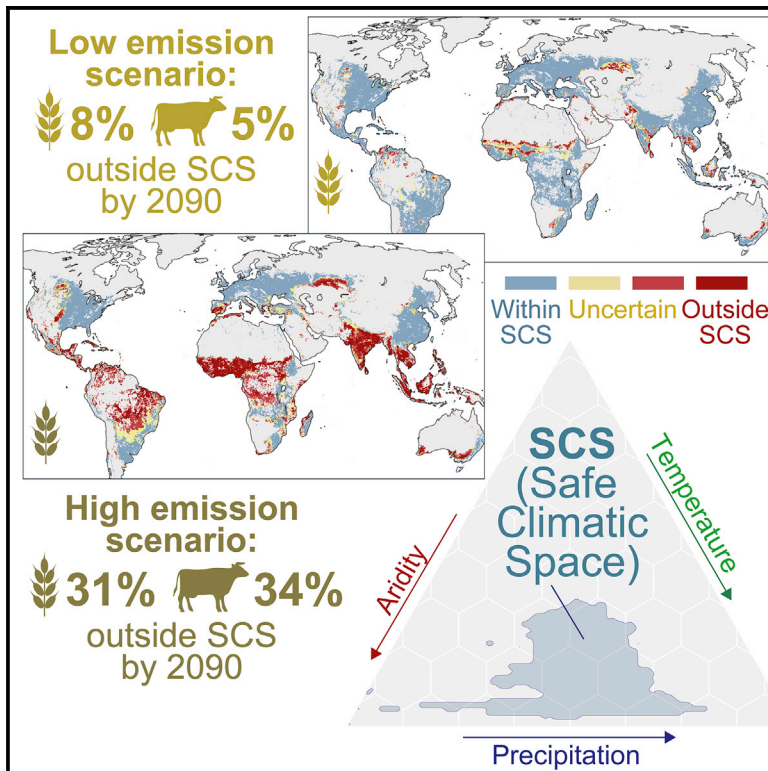 Low emission
scenario:
8% 5%
outside SCS
by 2090
Within
SCS
Uncertain
Outside
SCS
High emission
scenario:
31% 34%
outside SCS
by 2090
SCS
(Safe
Climatic
Space)
Aridity
Temperature
Precipitation